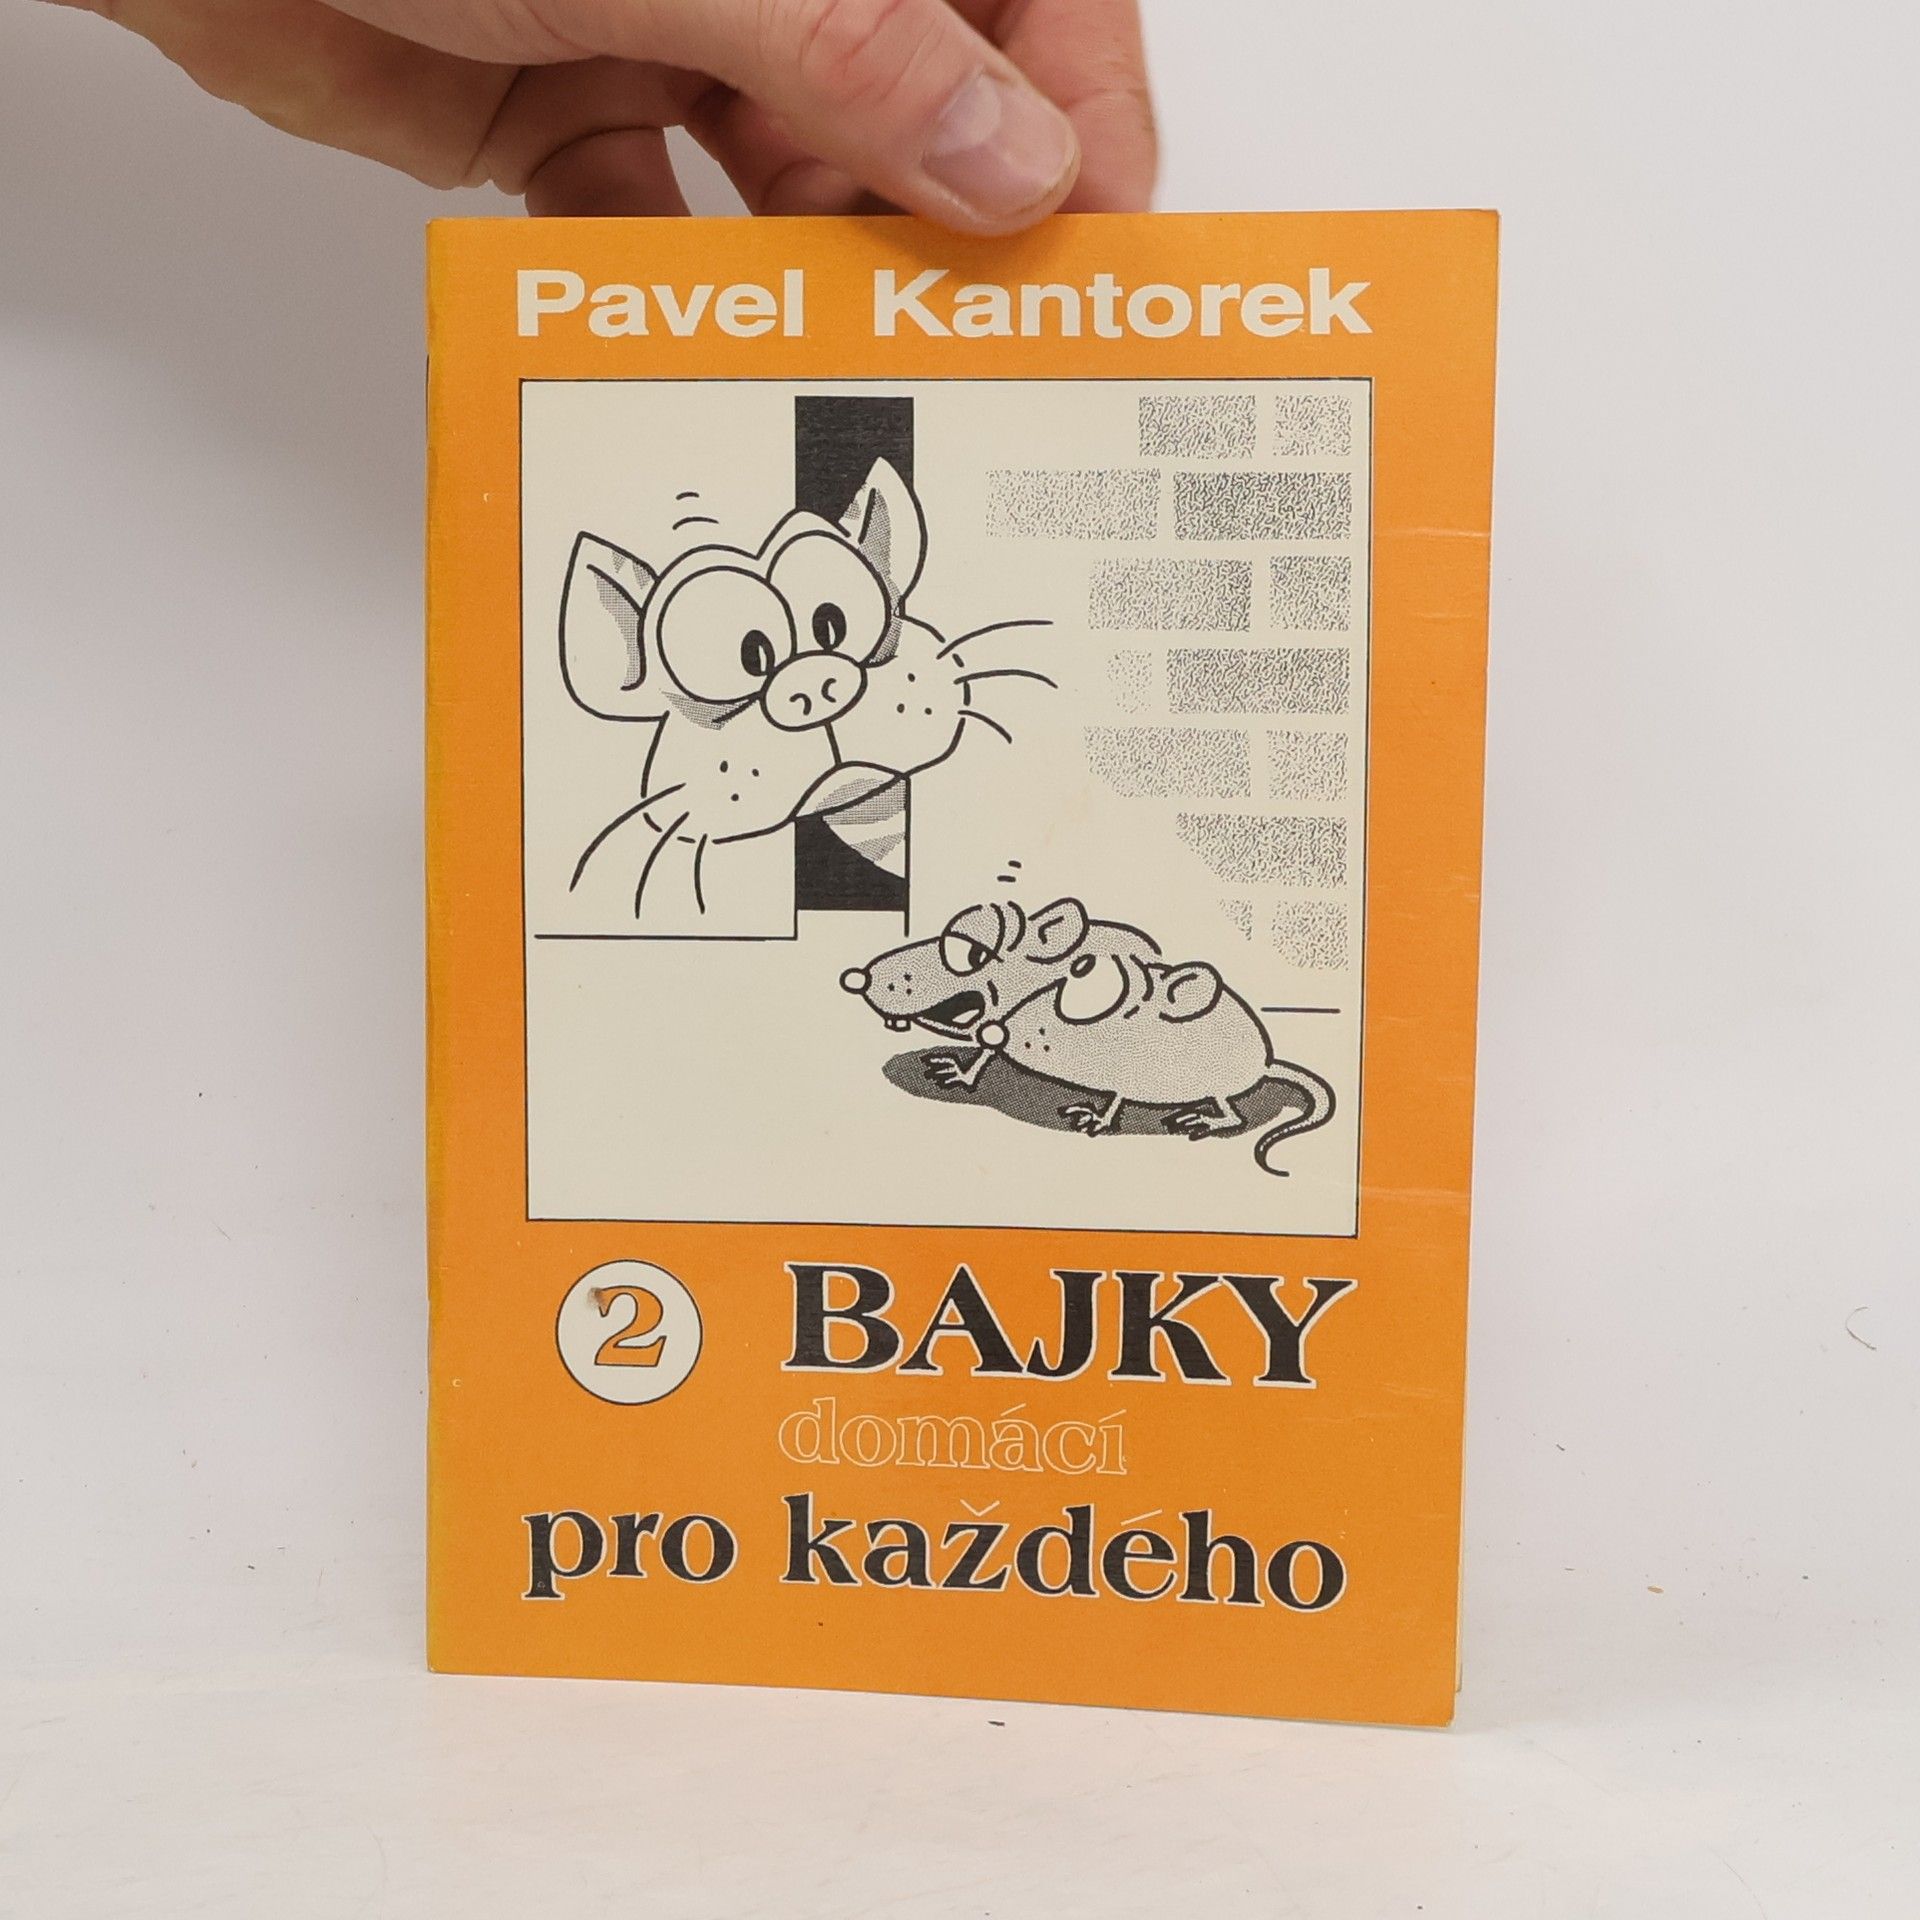 Pavel Kantorek
2 BAJKY
domácí
pro každého